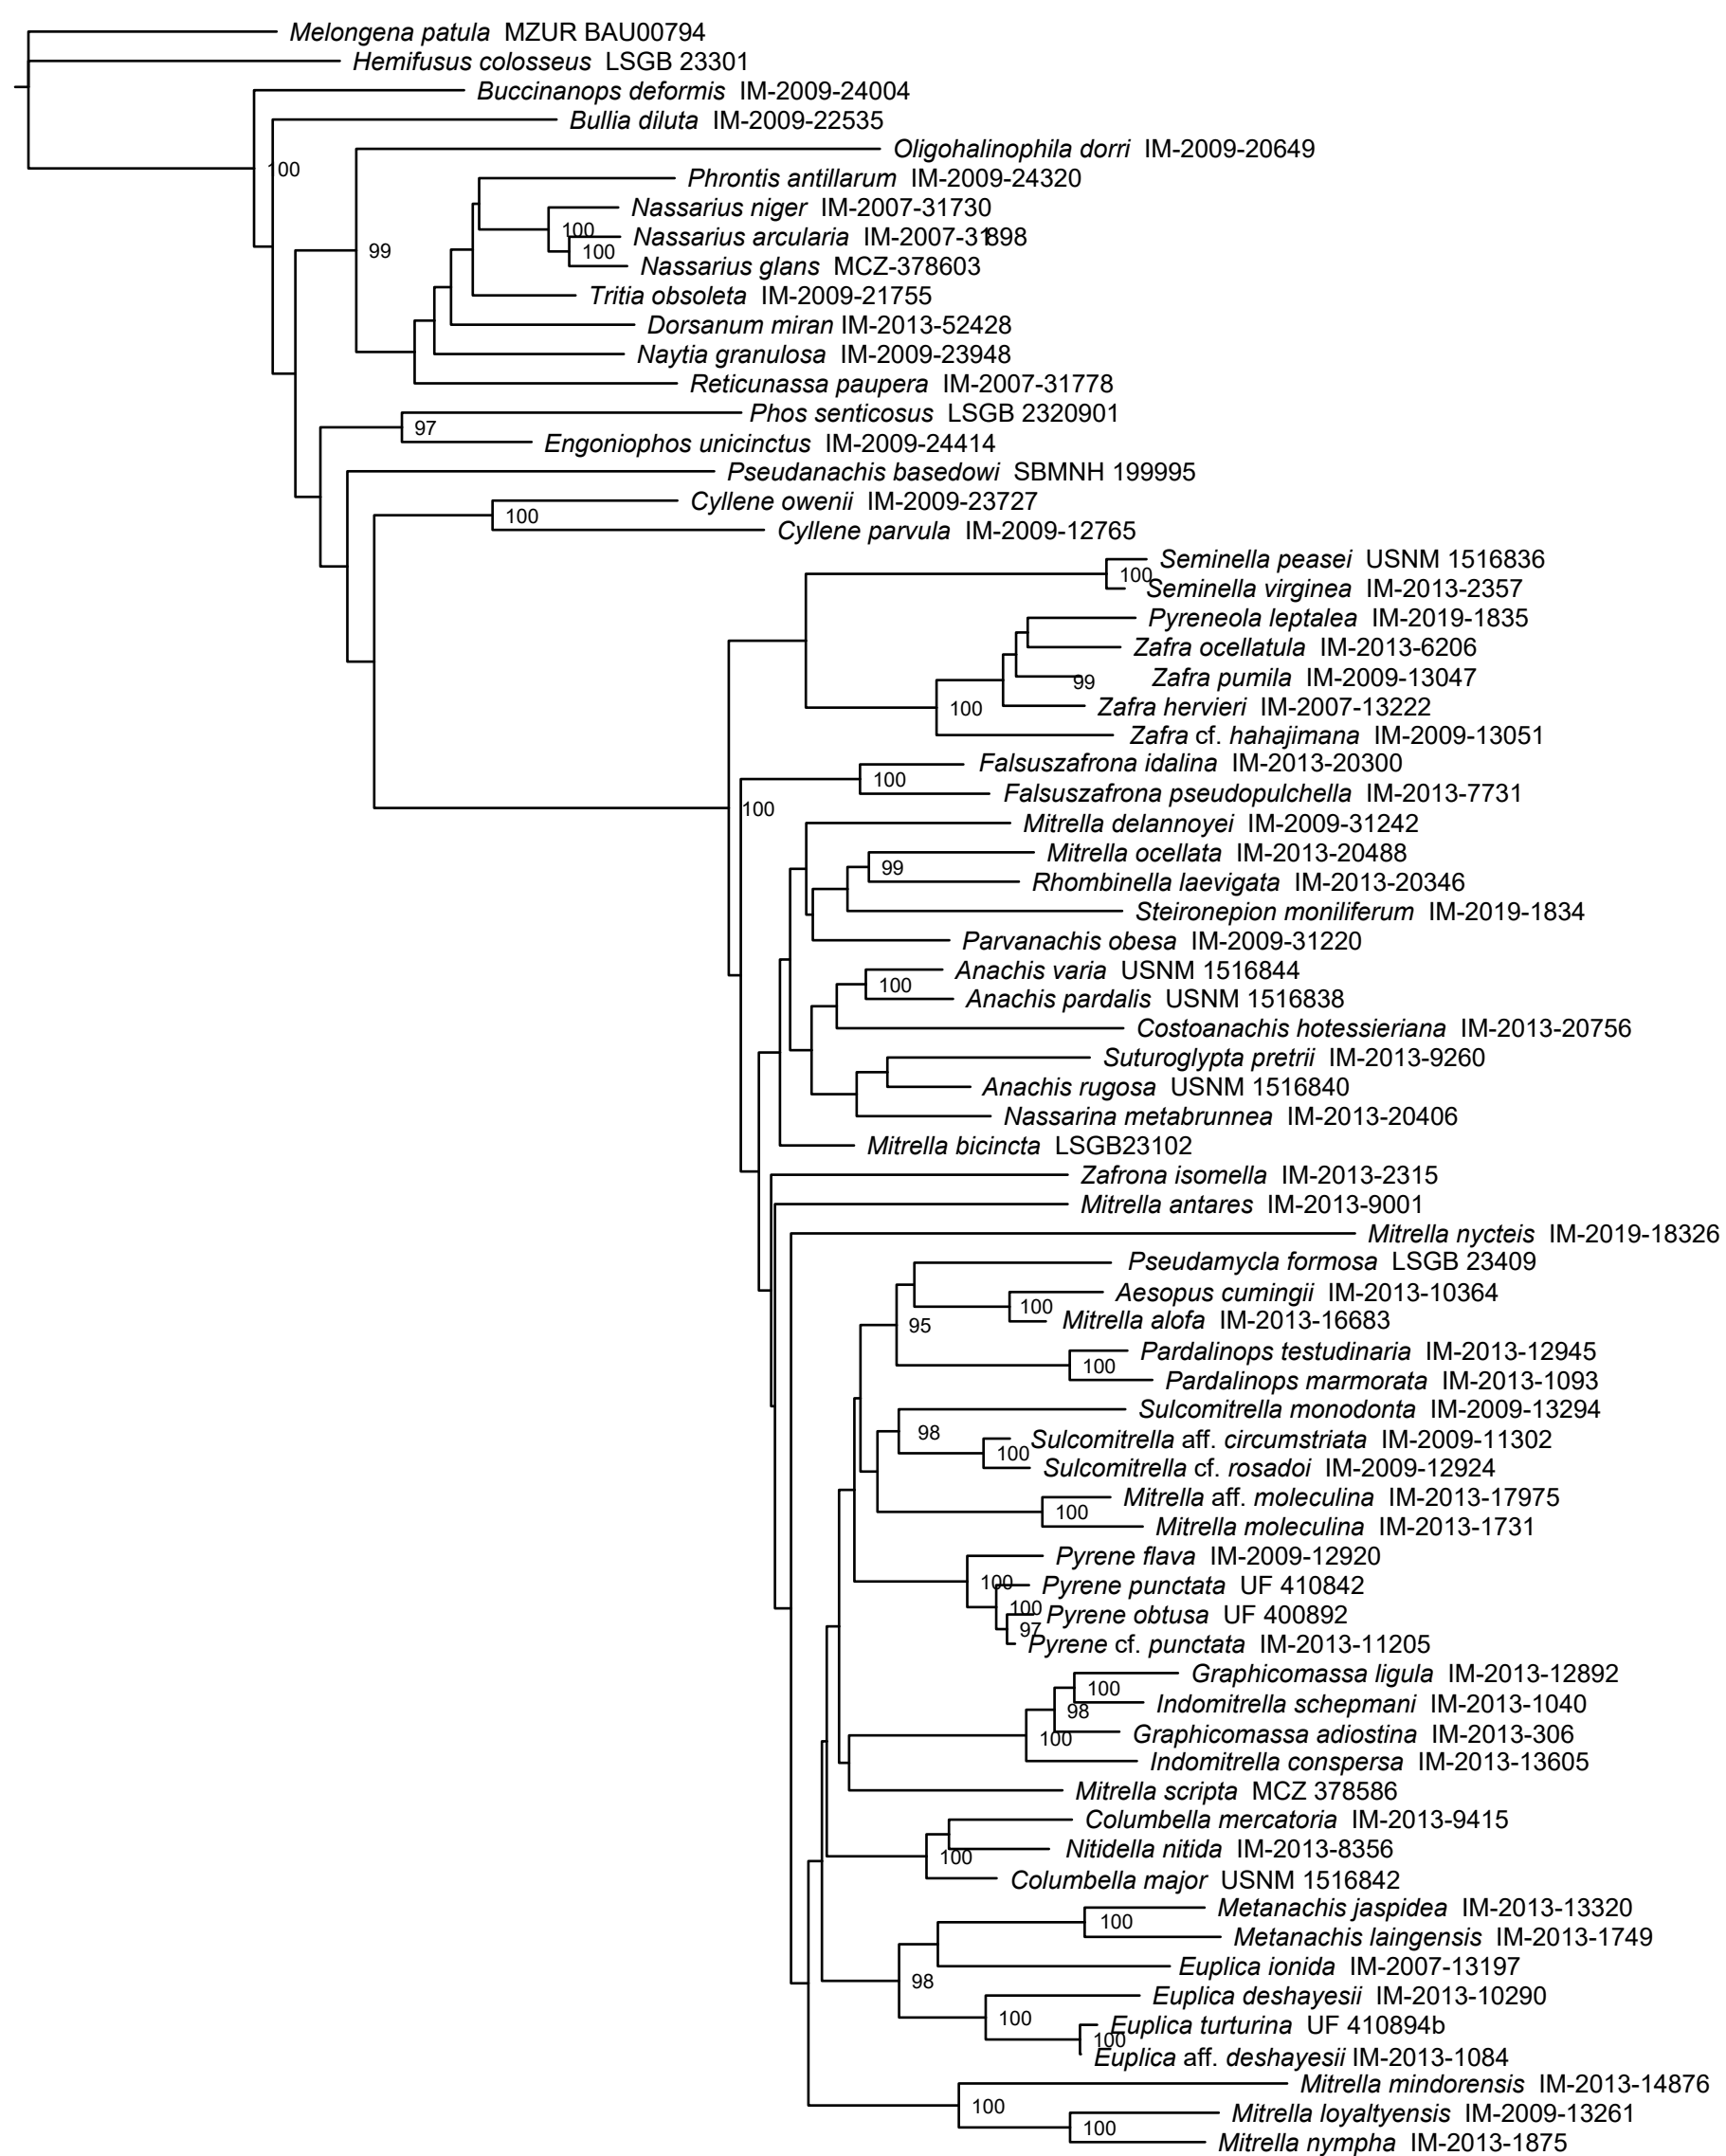 Melongena patula MZUR BAU00794
Hemifusus colosseus LSGB 23301
Buccinanops deformis IM-2009-24004
Bullia diluta IM-2009-22535
Oligohalinophila dorri IM-2009-20649
100
Phrontis antillarum IM-2009-24320
Nassarius niger IM-2007-31730
100
Nassarius arcularia IM-2007-31898
99
100
Nassarius glans MCZ-378603
Tritia obsoleta IM-2009-21755
Dorsanum miran IM-2013-52428
Naytia granulosa IM-2009-23948
Reticunassa paupera IM-2007-31778
Phos senticosus LSGB 2320901
97
Engoniophos unicinctus IM-2009-24414
Pseudanachis basedowi SBMNH 199995
Cyllene owenii IM-2009-23727
100
Cyllene parvula IM-2009-12765
Seminella peasei USNM 1516836
100
Seminella virginea IM-2013-2357
Pyreneola leptalea IM-2019-1835
Zafra ocellatula IM-2013-6206
Zafra pumila IM-2009-13047
99
Zafra hervieri IM-2007-13222
100
Zafra cf. hahajimana IM-2009-13051
Falsuszafrona idalina IM-2013-20300
100
Falsuszafrona pseudopulchella IM-2013-7731
100
Mitrella delannoyei IM-2009-31242
Mitrella ocellata IM-2013-20488
99
Rhombinella laevigata IM-2013-20346
Steironepion moniliferum IM-2019-1834
Parvanachis obesa IM-2009-31220
Anachis varia USNM 1516844
100
Anachis pardalis USNM 1516838
Costoanachis hotessieriana IM-2013-20756
Suturoglypta pretrii IM-2013-9260
Anachis rugosa USNM 1516840
Nassarina metabrunnea IM-2013-20406
Mitrella bicincta LSGB23102
Zafrona isomella IM-2013-2315
Mitrella antares IM-2013-9001
Mitrella nycteis IM-2019-18326
Pseudamycla formosa LSGB 23409
Aesopus cumingii IM-2013-10364
100
Mitrella alofa IM-2013-16683
95
Pardalinops testudinaria IM-2013-12945
100
Pardalinops marmorata IM-2013-1093
Sulcomitrella monodonta IM-2009-13294
98
Sulcomitrella aff. circumstriata IM-2009-11302
100
Sulcomitrella cf. rosadoi IM-2009-12924
Mitrella aff. moleculina IM-2013-17975
100
Mitrella moleculina IM-2013-1731
Pyrene flava IM-2009-12920
100
Pyrene punctata UF 410842
100
Pyrene obtusa UF 400892
97
Pyrene cf. punctata IM-2013-11205
Graphicomassa ligula IM-2013-12892
100
Indomitrella schepmani IM-2013-1040
98
Graphicomassa adiostina IM-2013-306
100
Indomitrella conspersa IM-2013-13605
Mitrella scripta MCZ 378586
Columbella mercatoria IM-2013-9415
Nitidella nitida IM-2013-8356
100
Columbella major USNM 1516842
Metanachis jaspidea IM-2013-13320
100
Metanachis laingensis IM-2013-1749
Euplica ionida IM-2007-13197
98
Euplica deshayesii IM-2013-10290
100
Euplica turturina UF 410894b
100
Euplica aff. deshayesii IM-2013-1084
Mitrella mindorensis IM-2013-14876
100
Mitrella loyaltyensis IM-2009-13261
100
Mitrella nympha IM-2013-1875